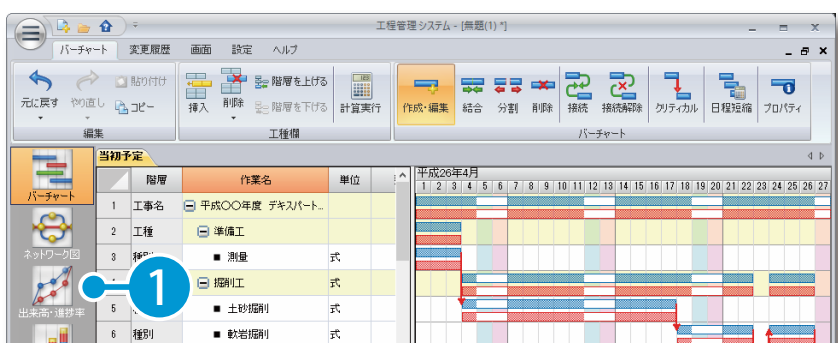 工程管理システム - [無題(1) *]
バーチャート 変更履歴 画面 設定 ヘルプ
元に戻す やり直し 貼り付け コピー
挿入 削除 階層を上げる 階層を下げる 計算実行
作成・編集 結合 分割 削除 接続 接続解除 クリティカル 日程短縮 プロパティ
編集 工種欄 バーチャート
当初予定
バーチャート
ネットワーク図
出来高・進捗率
階層 作業名 単位 平成26年4月
1 2 3 4 5 6 7 8 9 10 11 12 13 14 15 16 17 18 19 20 21 22 23 24 25 26 27
1 工事名 平成〇〇年度 デキスパート...
2 工種 準備工
3 測量 式
掘削工 式
5 土砂掘削 式
6 種別 軟岩掘削 式
1